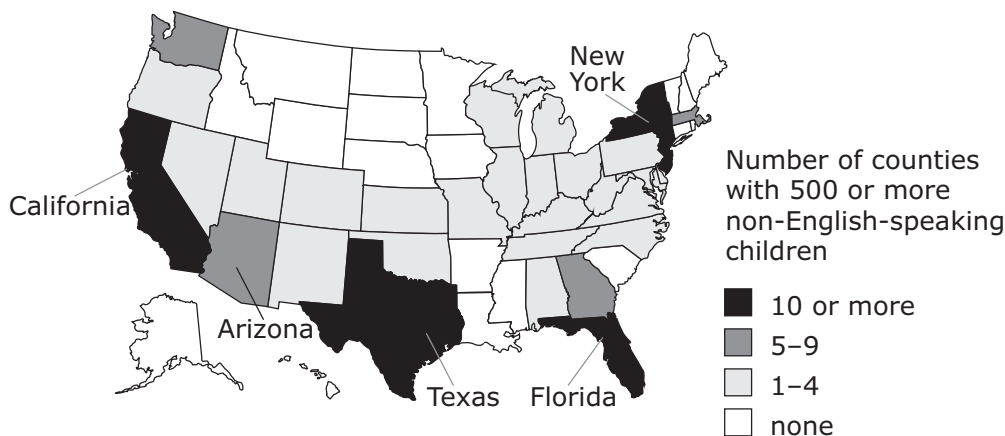 New
York
California
Arizona
Texas
Florida
Number of counties
with 500 or more
non-English-speaking
children
10 or more
5–9
1–4
none